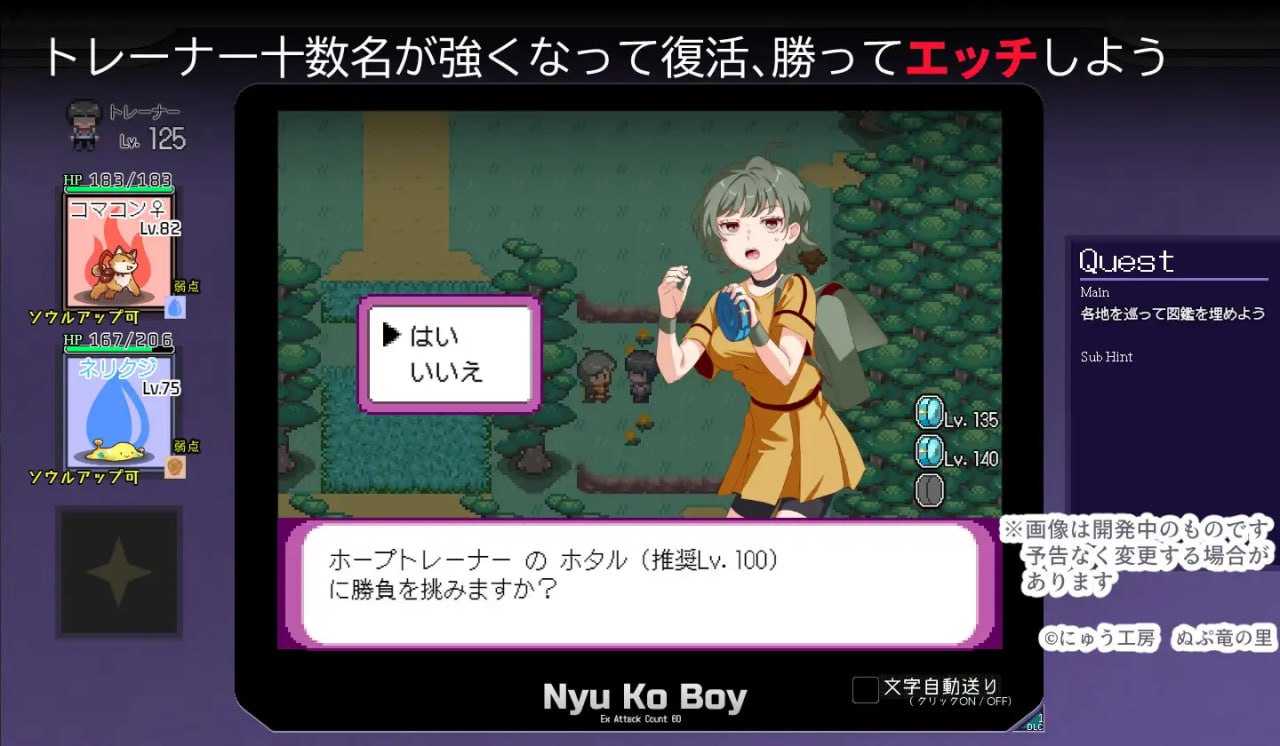 トレーナー十数名が強くなって復活、勝ってエッチしよう
トレーナー
Lv. 125
HP 183/183
コマコン♀
Lv.82
弱点
ソウルアップ可
HP 167/206
ネリクジ
Lv.75
弱点
ソウルアップ可
はい
いいえ
Lv. 135
Lv. 140
ホープトレーナー の ホタル（推奨Lv. 100）
に勝負を挑みますか？
Quest
Main
各地を巡って図鑑を埋めよう
Sub Hint
※画像は開発中のものです
予告なく変更する場合が
あります
©にゅう工房 ぬぷ竜の里
Nyu Ko Boy
Ex Attack Count 60
文字自動送り
（クリックON / OFF）
1
DLC